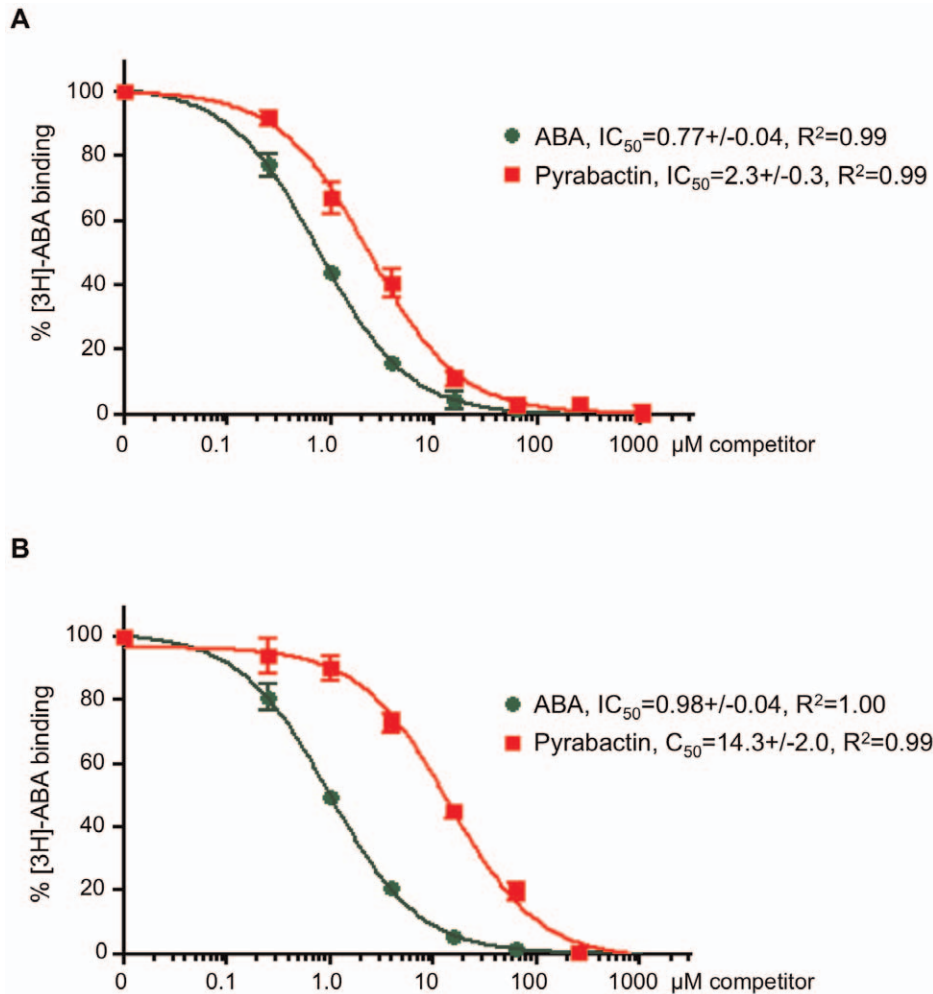 A
100
80
60
40
20
0
% [3H]-ABA binding
ABA, IC₅₀=0.77+/-0.04, R²=0.99
Pyrabactin, IC₅₀=2.3+/-0.3, R²=0.99
0 0.1 1.0 10 100 1000 µM competitor
B
100
80
60
40
20
0
% [3H]-ABA binding
ABA, IC₅₀=0.98+/-0.04, R²=1.00
Pyrabactin, C₅₀=14.3+/-2.0, R²=0.99
0 0.1 1.0 10 100 1000 µM competitor